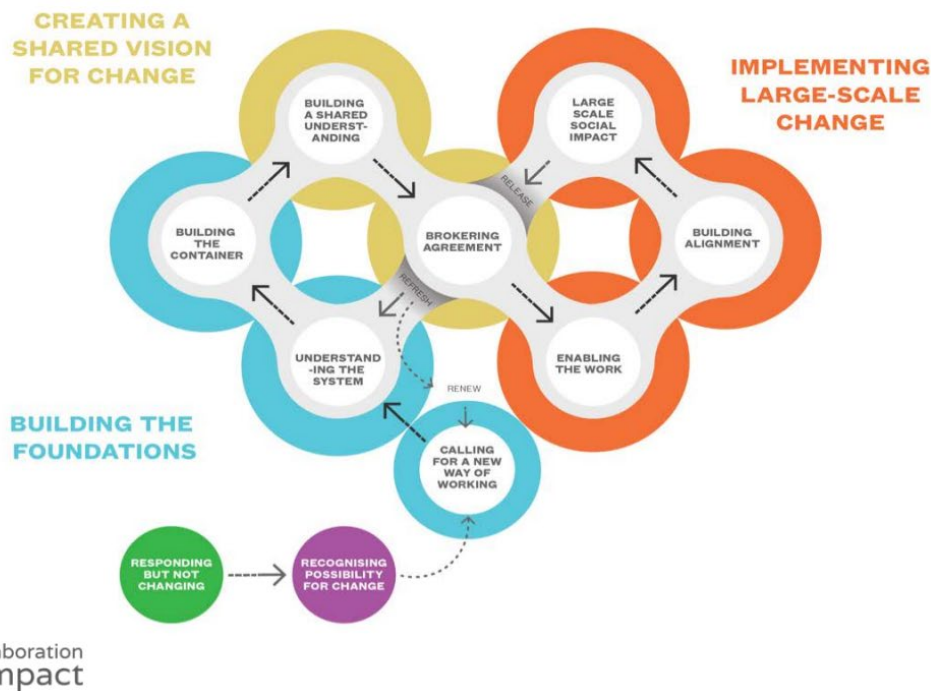 CREATING A
SHARED VISION
FOR CHANGE
IMPLEMENTING
LARGE-SCALE
CHANGE
BUILDING
A SHARED
UNDERST-
ANDING
LARGE
SCALE
SOCIAL
IMPACT
RELEASE
BUILDING
THE
CONTAINER
BROKERING
AGREEMENT
BUILDING
ALIGNMENT
REFRESH
UNDERSTAND
-ING THE
SYSTEM
ENABLING
THE WORK
RENEW
BUILDING THE
FOUNDATIONS
CALLING
FOR A NEW
WAY OF
WORKING
RESPONDING
BUT NOT
CHANGING
RECOGNISING
POSSIBILITY
FOR CHANGE
aboration
mpact